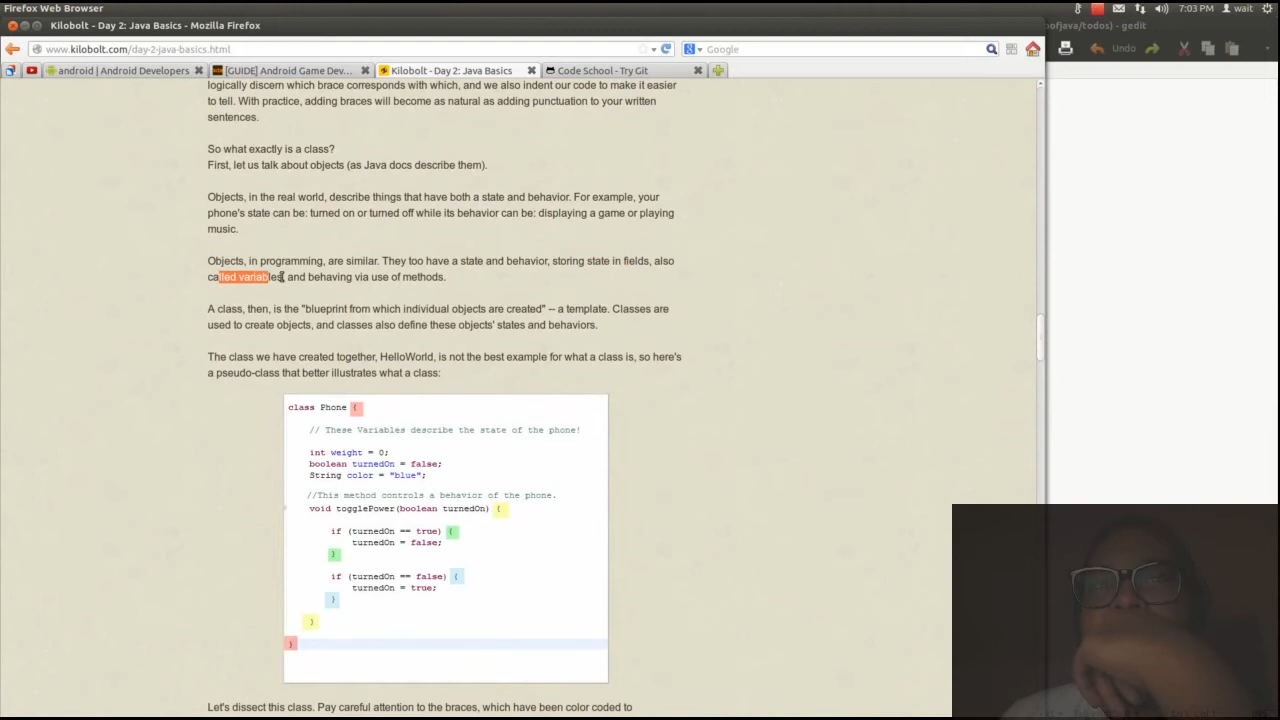 Firefox Web Browser
7:03 PM wait
Kilobolt - Day 2: Java Basics - Mozilla Firefox
ofjava/todos) - gedit
www.kilobolt.com/day-2-java-basics.html
Google
Undo
android | Android Developers
[GUIDE] Android Game Dev...
Kilobolt - Day 2: Java Basics
Code School - Try Git
logically discern which brace corresponds with which, and we also indent our code to make it easier
to tell. With practice, adding braces will become as natural as adding punctuation to your written
sentences.
So what exactly is a class?
First, let us talk about objects (as Java docs describe them).
Objects, in the real world, describe things that have both a state and behavior. For example, your
phone's state can be: turned on or turned off while its behavior can be: displaying a game or playing
music.
Objects, in programming, are similar. They too have a state and behavior, storing state in fields, also
called variables, and behaving via use of methods.
A class, then, is the "blueprint from which individual objects are created" -- a template. Classes are
used to create objects, and classes also define these objects' states and behaviors.
The class we have created together, HelloWorld, is not the best example for what a class is, so here's
a pseudo-class that better illustrates what a class:
class Phone {
// These Variables describe the state of the phone!
int weight = 0;
boolean turnedOn = false;
String color = "blue";
//This method controls a behavior of the phone.
void togglePower(boolean turnedOn) {
if (turnedOn == true) {
turnedOn = false;
}
if (turnedOn == false) {
turnedOn = true;
}
}
}
Let's dissect this class. Pay careful attention to the braces, which have been color coded to